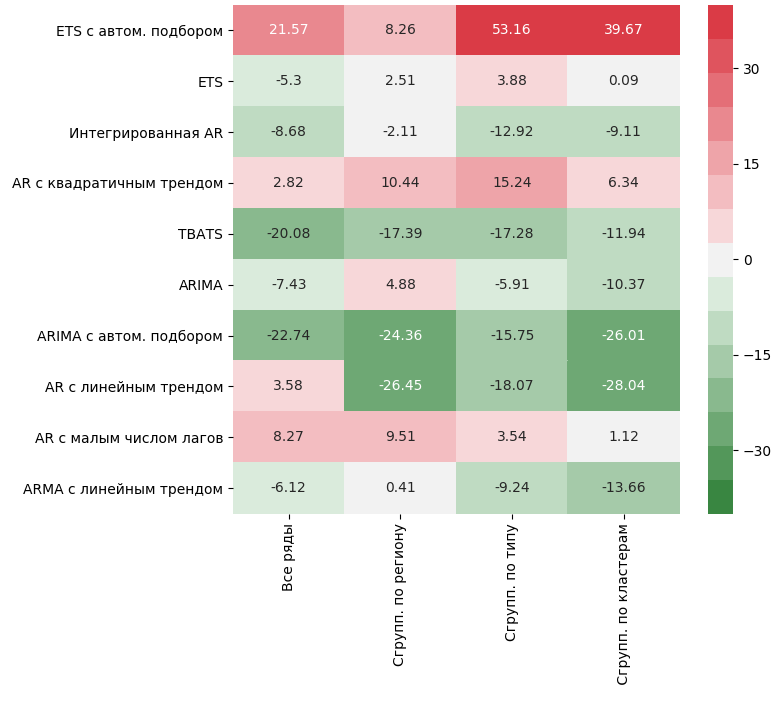 ETS с автом. подбором 21.57 8.26 53.16 39.67
ETS -5.3 2.51 3.88 0.09
Интегрированная AR -8.68 -2.11 -12.92 -9.11
AR с квадратичным трендом 2.82 10.44 15.24 6.34
TBATS -20.08 -17.39 -17.28 -11.94
ARIMA -7.43 4.88 -5.91 -10.37
ARIMA с автом. подбором -22.74 -24.36 -15.75 -26.01
AR с линейным трендом 3.58 -26.45 -18.07 -28.04
AR с малым числом лагов 8.27 9.51 3.54 1.12
ARMA с линейным трендом -6.12 0.41 -9.24 -13.66
Все ряды
Сгрупп. по региону
Сгрупп. по типу
Сгрупп. по кластерам
30
15
0
−15
−30